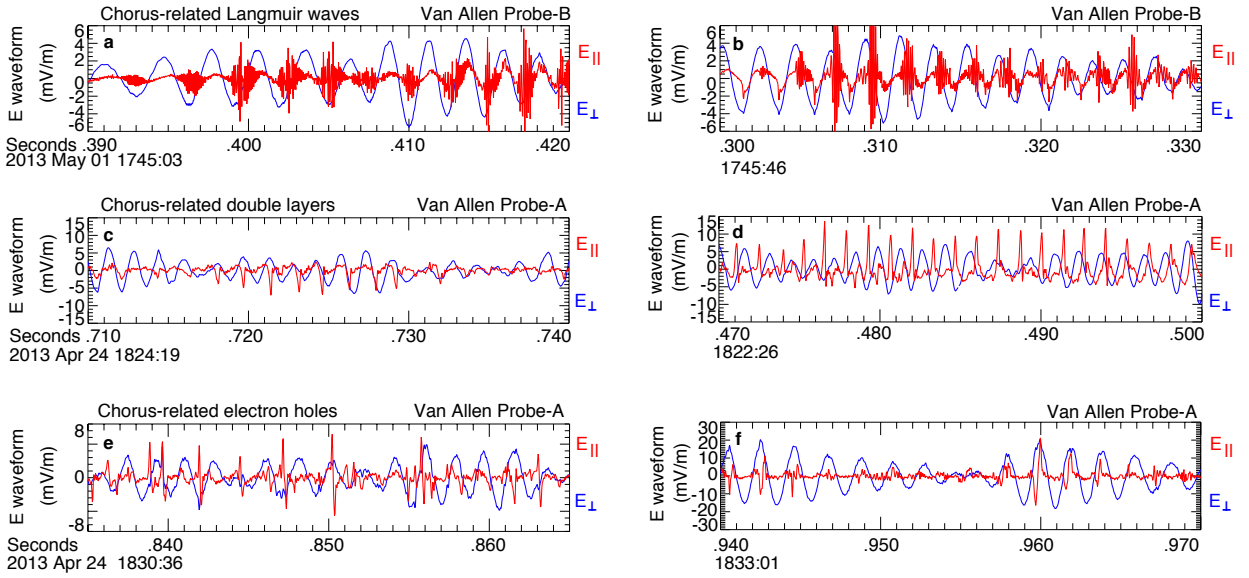 Chorus-related Langmuir waves Van Allen Probe-B
a
E waveform
(mV/m)
6
4
2
0
-2
-4
-6
E||
E⊥
Seconds .390 .400 .410 .420
2013 May 01 1745:03
Van Allen Probe-B
b
E waveform
(mV/m)
6
4
2
0
-2
-4
-6
E||
E⊥
.300 .310 .320 .330
1745:46
Chorus-related double layers Van Allen Probe-A
c
E waveform
(mV/m)
15
10
5
0
-5
-10
-15
E||
E⊥
Seconds .710 .720 .730 .740
2013 Apr 24 1824:19
Van Allen Probe-A
d
E waveform
(mV/m)
15
10
5
0
-5
-10
-15
E||
E⊥
.470 .480 .490 .500
1822:26
Chorus-related electron holes Van Allen Probe-A
e
E waveform
(mV/m)
8
4
0
-4
-8
E||
E⊥
Seconds .840 .850 .860
2013 Apr 24 1830:36
Van Allen Probe-A
f
E waveform
(mV/m)
30
20
10
0
-10
-20
-30
E||
E⊥
.940 .950 .960 .970
1833:01